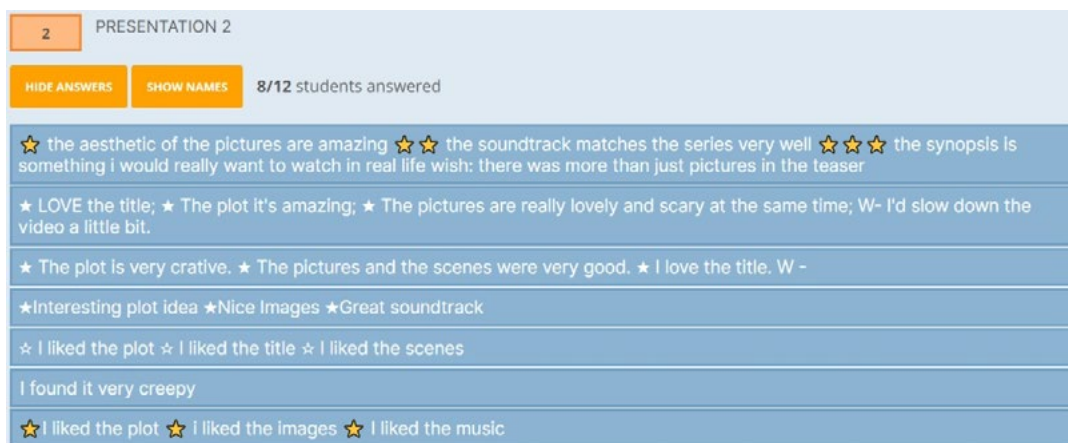 2 PRESENTATION 2
HIDE ANSWERS SHOW NAMES 8/12 students answered
⭐ the aesthetic of the pictures are amazing ⭐⭐ the soundtrack matches the series very well ⭐⭐⭐ the synopsis is
something i would really want to watch in real life wish: there was more than just pictures in the teaser
★ LOVE the title; ★ The plot it's amazing; ★ The pictures are really lovely and scary at the same time; W- I'd slow down the
video a little bit.
★ The plot is very crative. ★ The pictures and the scenes were very good. ★ I love the title. W -
★Interesting plot idea ★Nice Images ★Great soundtrack
☆ I liked the plot ☆ I liked the title ☆ I liked the scenes
I found it very creepy
⭐I liked the plot ⭐ i liked the images ⭐ I liked the music